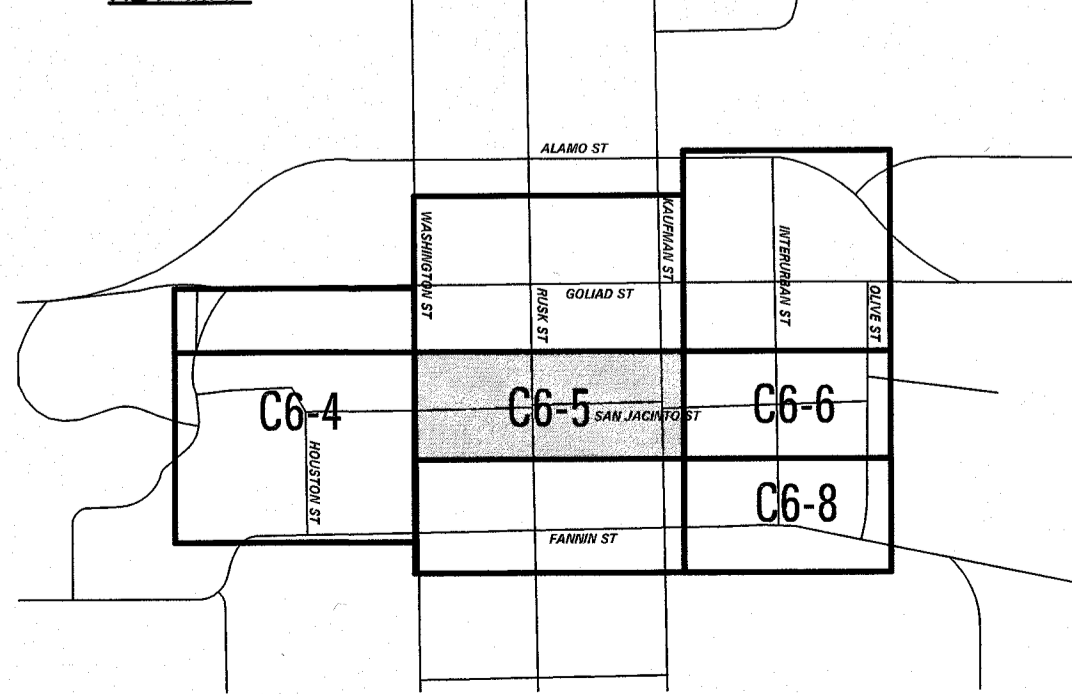 ALAMO ST
WASHINGTON ST
KAUFMAN ST
INTERURBAN ST
RUSK ST
GOLIAD ST
OLIVE ST
C6-4
C6-5
SAN JACINTO ST
C6-6
HOUSTON ST
C6-8
FANNIN ST